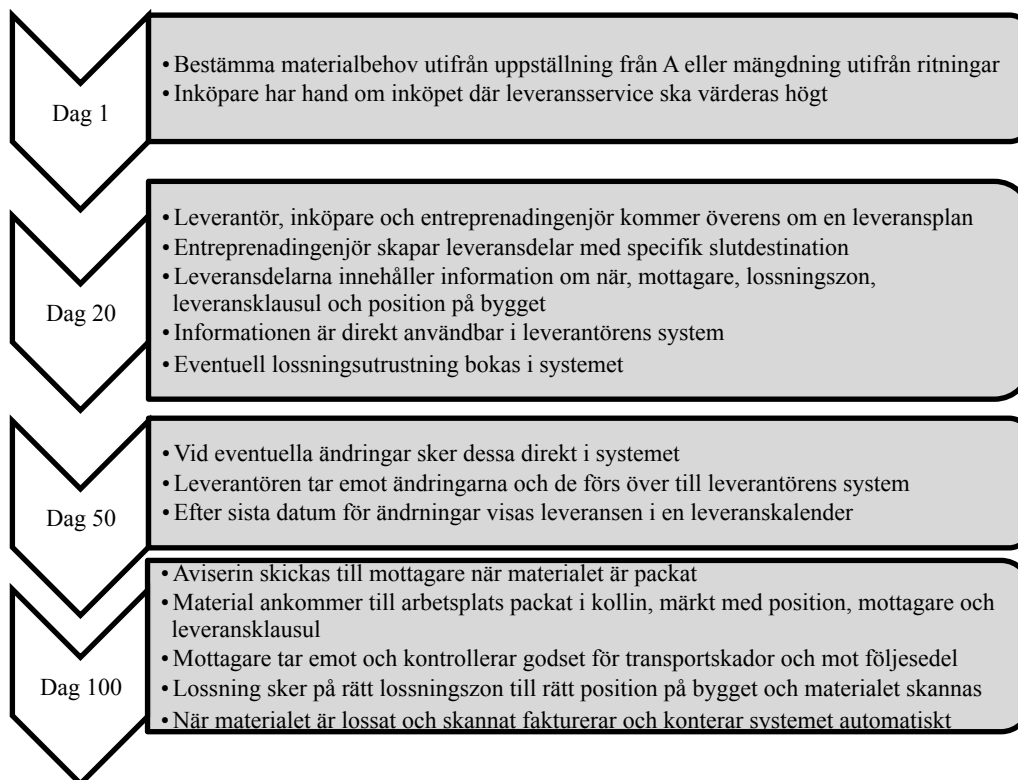 Dag 1
• Bestämma materialbehov utifrån uppställning från A eller mängdning utifrån ritningar
• Inköpare har hand om inköpet där leveransservice ska värderas högt
Dag 20
• Leverantör, inköpare och entreprenadingenjör kommer överens om en leveransplan
• Entreprenadingenjör skapar leveransdelar med specifik slutdestination
• Leveransdelarna innehåller information om när, mottagare, lossningszon,
leveransklausul och position på bygget
• Informationen är direkt användbar i leverantörens system
• Eventuell lossningsutrustning bokas i systemet
Dag 50
• Vid eventuella ändringar sker dessa direkt i systemet
• Leverantören tar emot ändringarna och de förs över till leverantörens system
• Efter sista datum för ändrningar visas leveransen i en leveranskalender
Dag 100
• Aviserin skickas till mottagare när materialet är packat
• Material ankommer till arbetsplats packat i kollin, märkt med position, mottagare och
leveransklausul
• Mottagare tar emot och kontrollerar godset för transportskador och mot följesedel
• Lossning sker på rätt lossningszon till rätt position på bygget och materialet skannas
• När materialet är lossat och skannat fakturerar och konterar systemet automatiskt